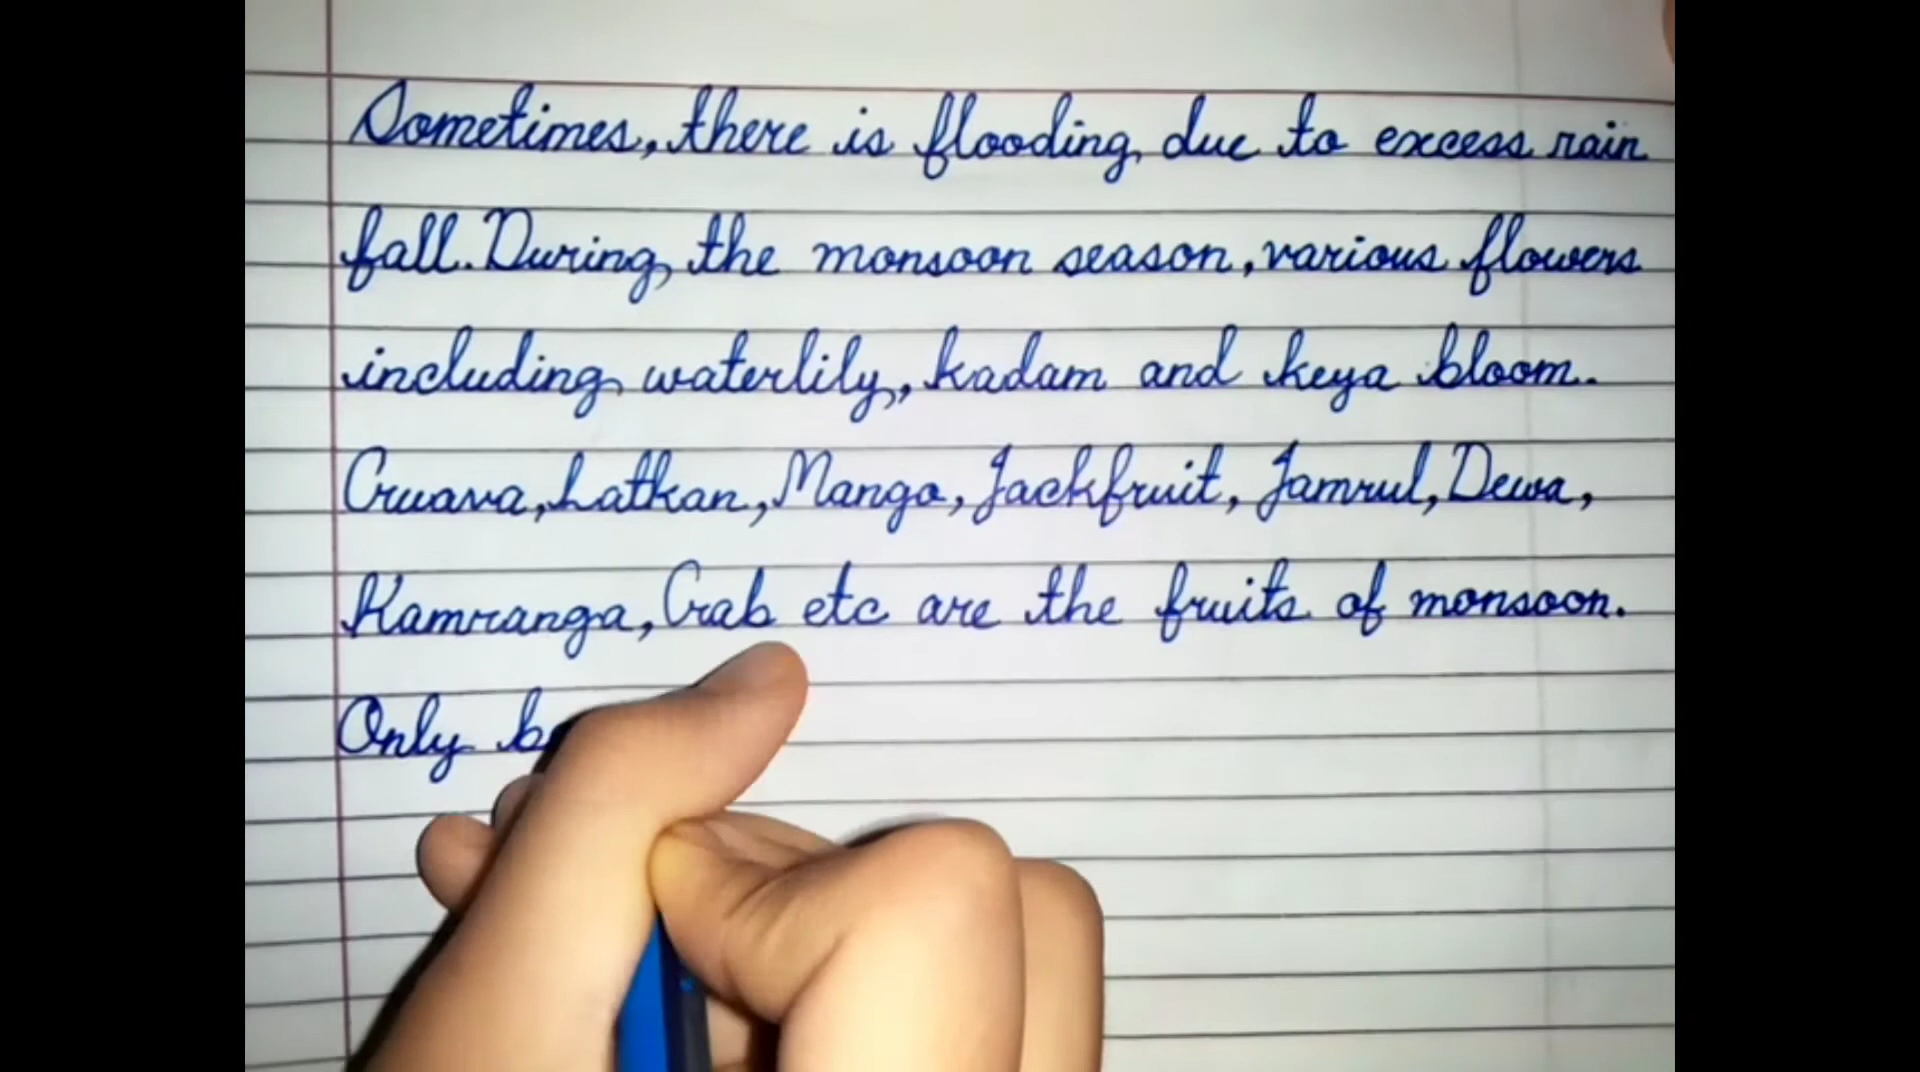 Sometimes, there is flooding due to excess rain
fall. During the monsoon season, various flowers
including waterlily, kadam and keya bloom.
Guava, Latkan, Mango, Jackfruit, Jamrul, Dewa,
Kamranga, Grab etc are the fruits of monsoon.
Only